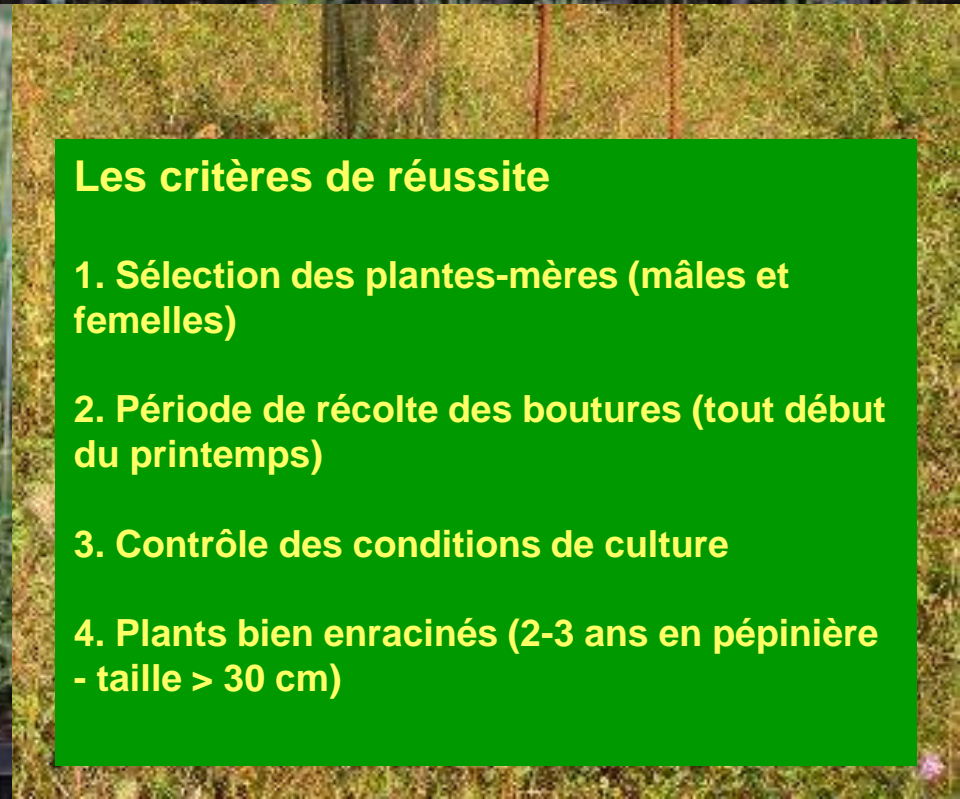 Les critères de réussite
1. Sélection des plantes-mères (mâles et
femelles)
2. Période de récolte des boutures (tout début
du printemps)
3. Contrôle des conditions de culture
4. Plants bien enracinés (2-3 ans en pépinière
- taille > 30 cm)